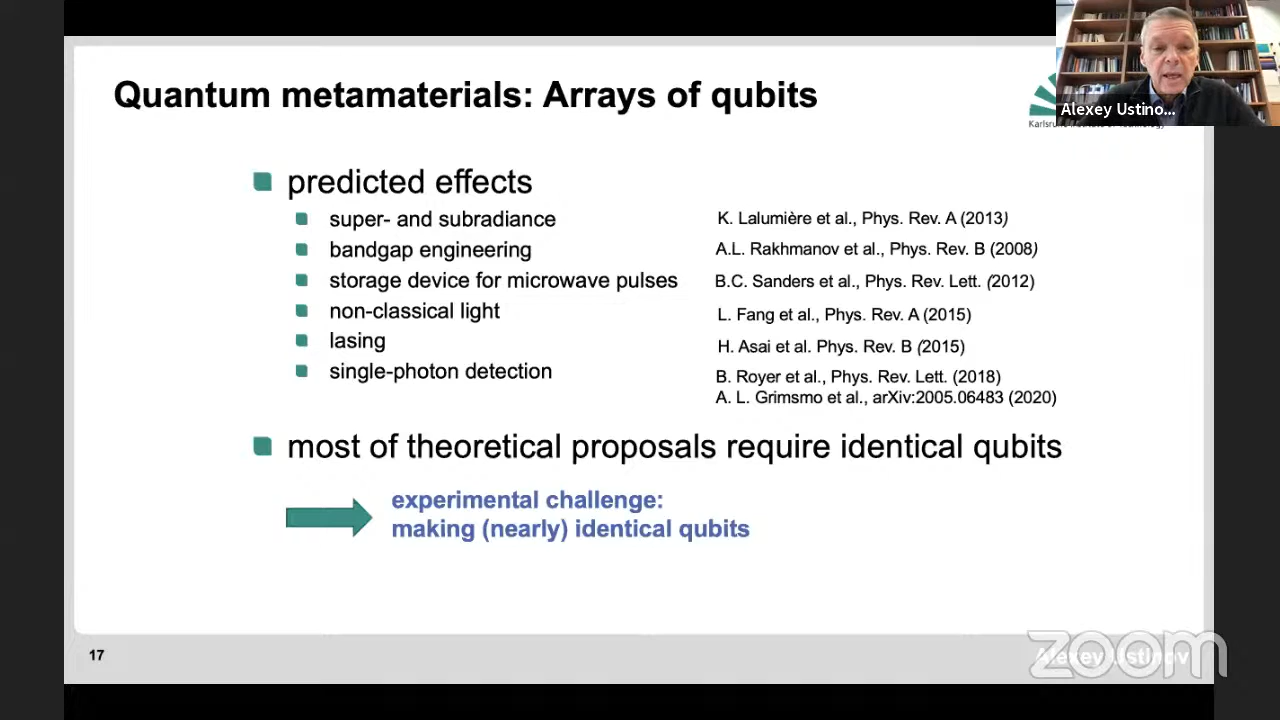 Quantum metamaterials: Arrays of qubits
Alexey Ustino...
predicted effects
super- and subradiance K. Lalumière et al., Phys. Rev. A (2013)
bandgap engineering A.L. Rakhmanov et al., Phys. Rev. B (2008)
storage device for microwave pulses B.C. Sanders et al., Phys. Rev. Lett. (2012)
non-classical light L. Fang et al., Phys. Rev. A (2015)
lasing H. Asai et al. Phys. Rev. B (2015)
single-photon detection B. Royer et al., Phys. Rev. Lett. (2018)
A. L. Grimsmo et al., arXiv:2005.06483 (2020)
most of theoretical proposals require identical qubits
experimental challenge:
making (nearly) identical qubits
17
Alexey Ustinov
zoom